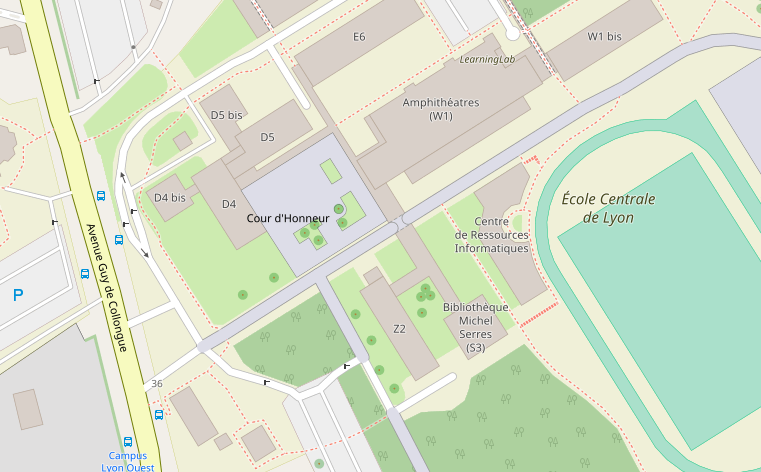 E6
W1 bis
LearningLab
Amphithéatres
(W1)
D5 bis
D5
D4 bis
D4
École Centrale
de Lyon
Cour d'Honneur
Centre
de Ressources
Informatiques
Avenue Guy de Collongue
P
Bibliothèque
Michel
Serres
(S3)
Z2
36
Campus
Lyon Ouest